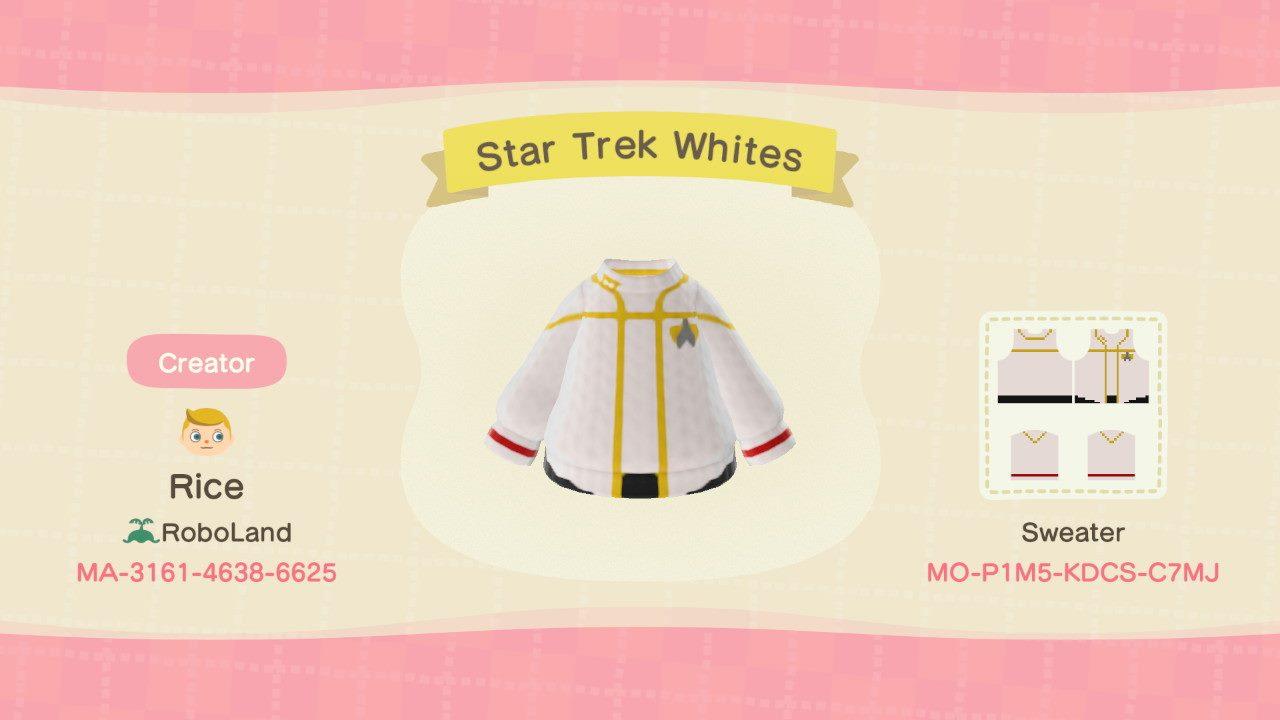 Star Trek Whites
Creator
Rice
RoboLand
MA-3161-4638-6625
Sweater
MO-P1M5-KDCS-C7MJ